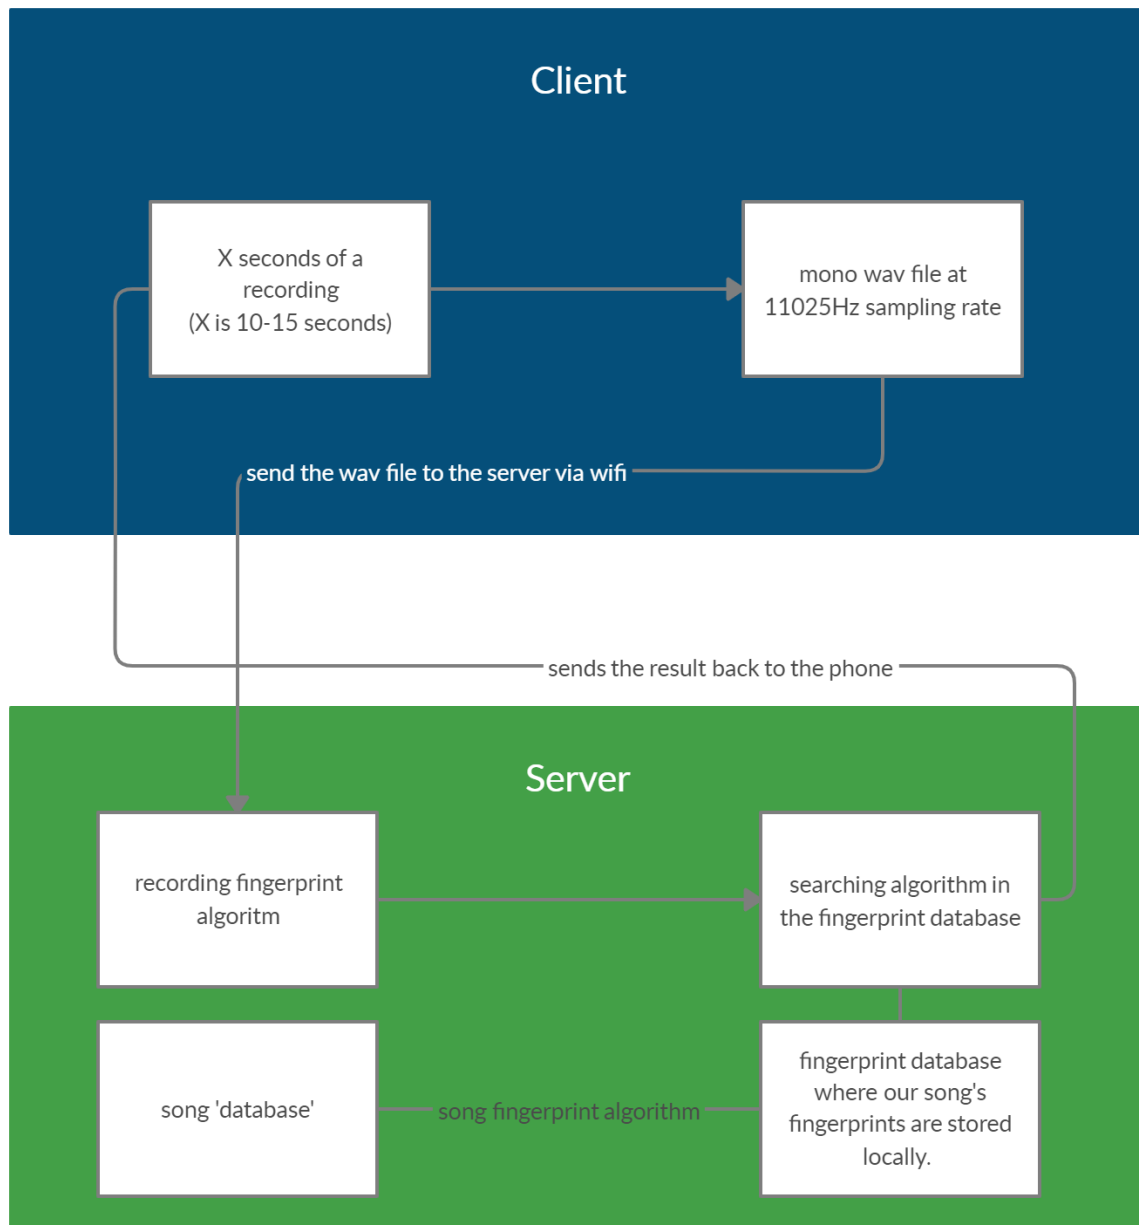 Client
X seconds of a
recording
(X is 10-15 seconds)
mono wav file at
11025Hz sampling rate
send the wav file to the server via wifi
sends the result back to the phone
Server
recording fingerprint
algoritm
searching algorithm in
the fingerprint database
song 'database'
song fingerprint algorithm
fingerprint database
where our song's
fingerprints are stored
locally.